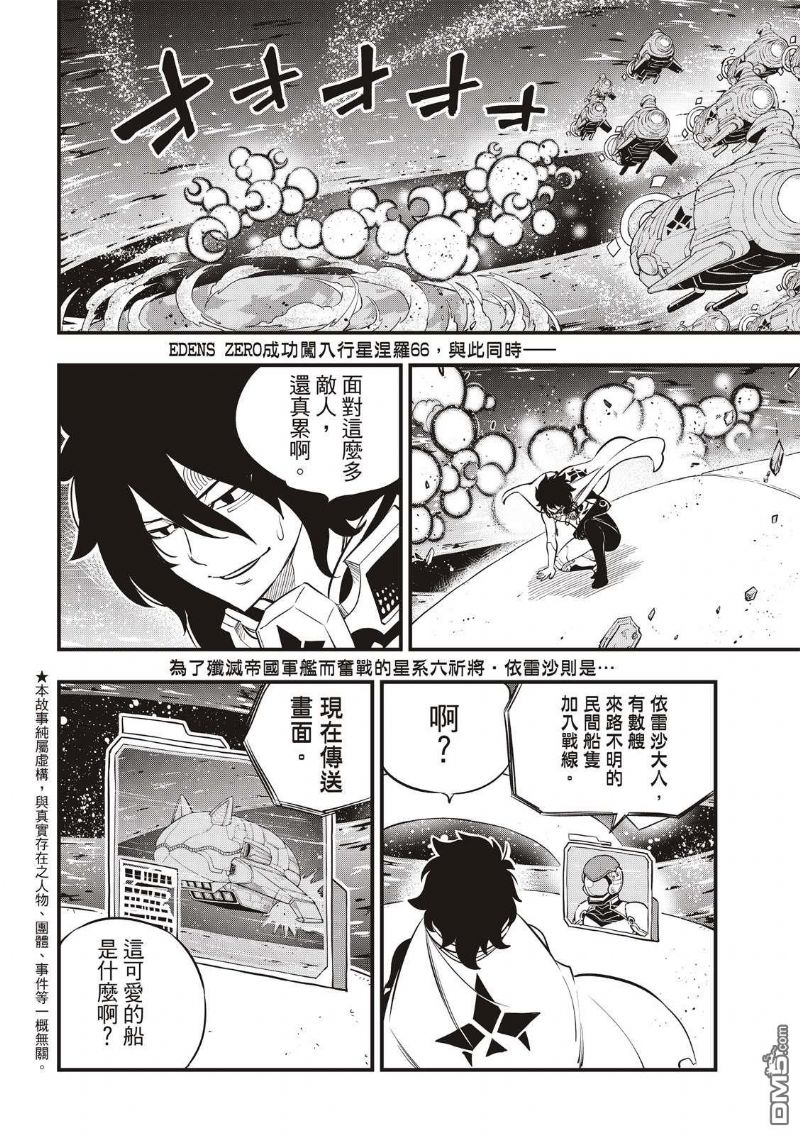 オオオオ
EDENS ZERO成功闖入行星涅羅66，與此同時——
面對這麼多
敵人，
還真累啊。
為了殲滅帝國軍艦而奮戰的星系六祈將・依雷沙則是…
依雷沙大人，
有數艘
來路不明的
民間船隻
加入戰線。
啊？
現在傳送
畫面。
這可愛的船
是什麼啊？
★本故事純屬虛構，與真實存在之人物、團體、事件等一概無關。
DM5.com